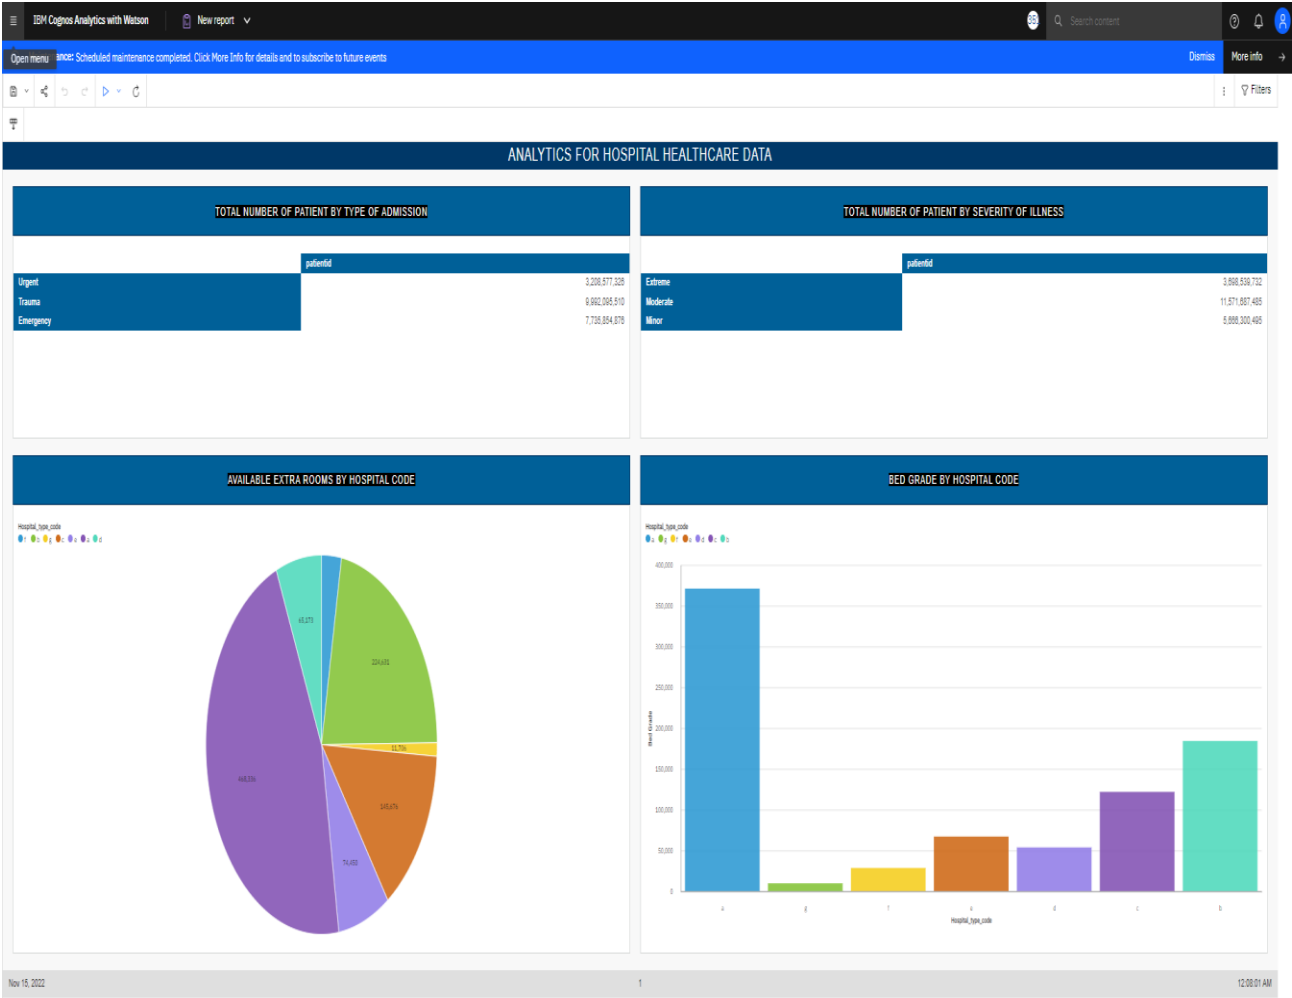 IBM Cognos Analytics with Watson
New report
Search content
Open menu
ance: Scheduled maintenance completed. Click More Info for details and to subscribe to future events
Dismiss
More info
Filters
ANALYTICS FOR HOSPITAL HEALTHCARE DATA
TOTAL NUMBER OF PATIENT BY TYPE OF ADMISSION
patientid
Urgent
Trauma
Emergency
TOTAL NUMBER OF PATIENT BY SEVERITY OF ILLNESS
patientid
Extreme
Moderate
Minor
AVAILABLE EXTRA ROOMS BY HOSPITAL CODE
Hospital_type_code
BED GRADE BY HOSPITAL CODE
Hospital_type_code
400,000
350,000
300,000
250,000
200,000
150,000
100,000
50,000
0
Bed Grade
Hospital_type_code
Nov 15, 2022
1
12:08:01 AM